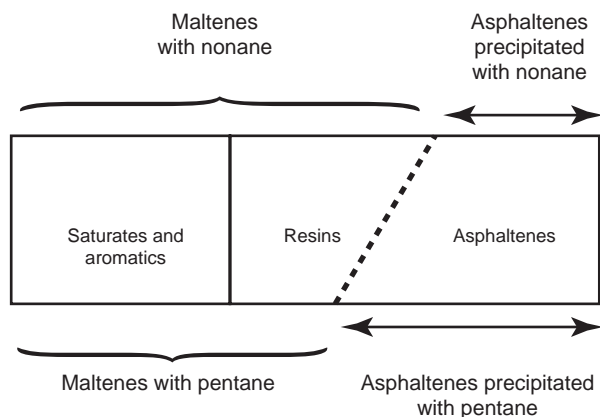 Maltenes
with nonane
Asphaltenes
precipitated
with nonane
Saturates and
aromatics
Resins
Asphaltenes
Maltenes with pentane
Asphaltenes precipitated
with pentane